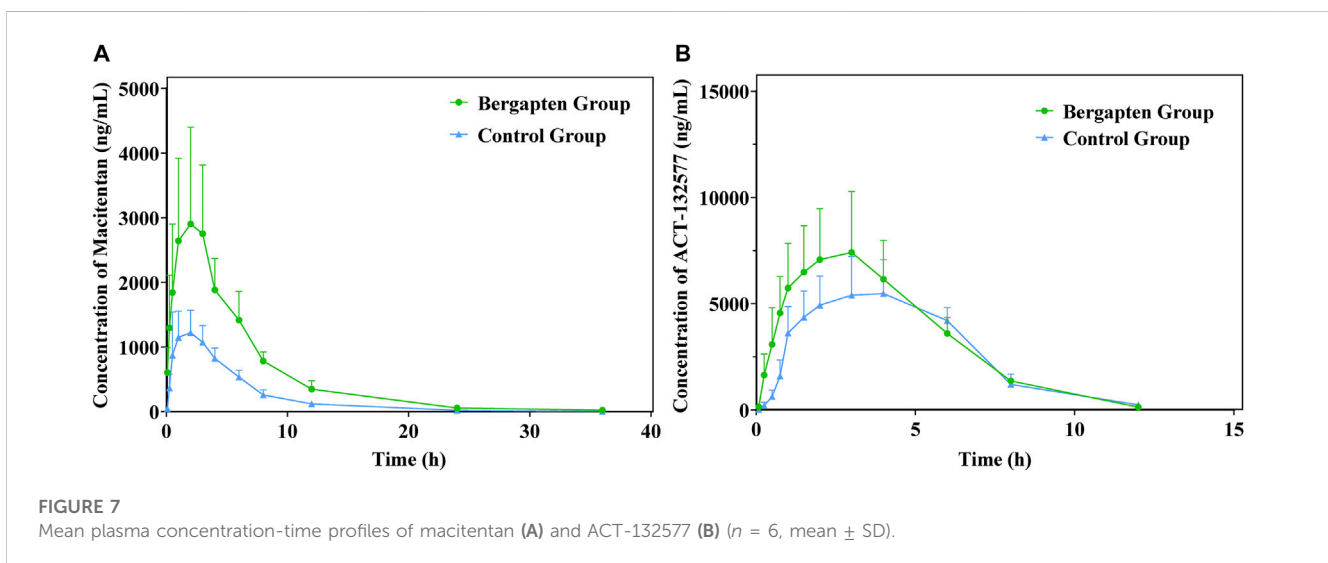 A
Concentration of Macitentan (ng/mL)
5000
4000
3000
2000
1000
0
Bergapten Group
Control Group
0 10 20 30 40
Time (h)
B
Concentration of ACT-132577 (ng/mL)
15000
10000
5000
0
Bergapten Group
Control Group
0 5 10 15
Time (h)
FIGURE 7
Mean plasma concentration-time profiles of macitentan (A) and ACT-132577 (B) (n = 6, mean ± SD).